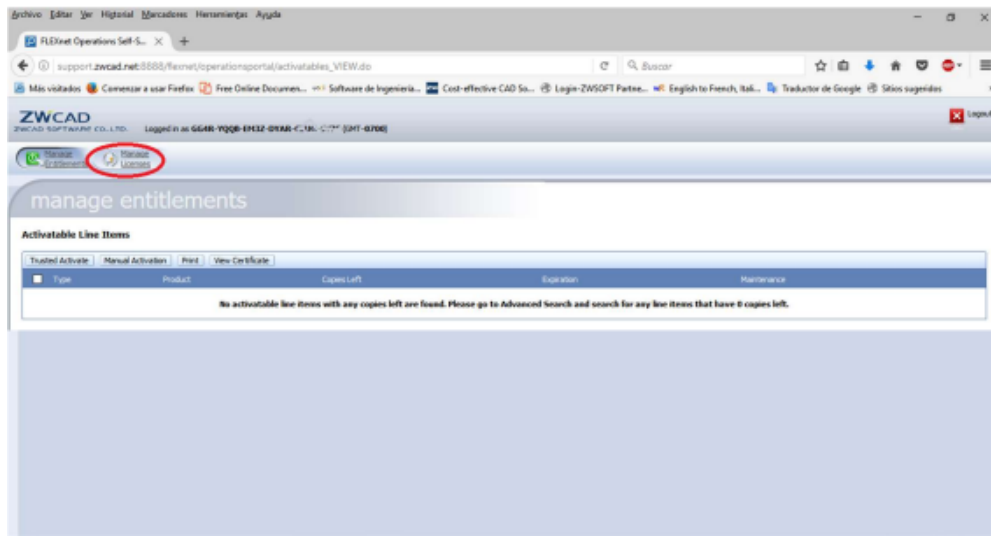 Archivo Editar Ver Historial Marcadores Herramientas Ayuda
FLEXnet Operations Self-S...
support.zwcad.net:8888/flexnet/operationsportal/activatables_VIEW.do
Buscar
Más visitados Comenzar a usar Firefox Free Online Documen... Software de Ingeniería... Cost-effective CAD So... Login-ZWSOFT Partne... English to French, Itali... Traductor de Google Sitios sugeridos
ZWCAD
ZWCAD SOFTWARE CO.,LTD. Logged in as (GMT-0700)
Logout
Manage Entitlements
Manage Licenses
manage entitlements
Activatable Line Items
Trusted Activate Manual Activation Print View Certificate
Type Product Copies Left Expiration Maintenance
No activatable line items with any copies left are found. Please go to Advanced Search and search for any line items that have 0 copies left.